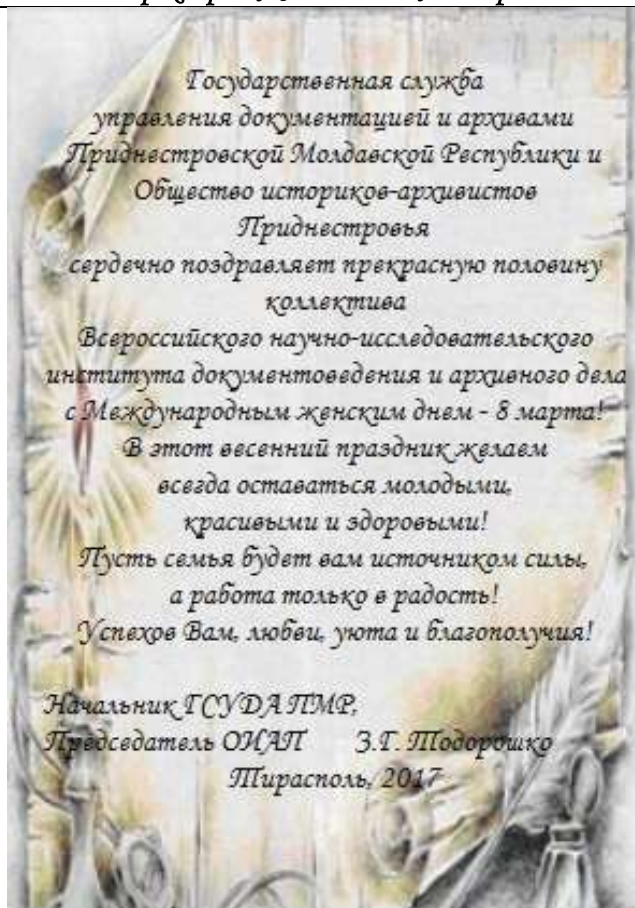 Государственная служба
управления документацией и архивами
Приднестровской Молдавской Республики и
Общество историков-архивистов
Приднестровья
сердечно поздравляет прекрасную половину
коллектива
Всероссийского научно-исследовательского
института документоведения и архивного дела
с Международным женским днем - 8 марта!
В этот весенний праздник желаем
всегда оставаться молодыми,
красивыми и здоровыми!
Пусть семья будет вам источником силы,
а работа только в радость!
Успехов Вам, любви, уюта и благополучия!
Начальник ГСУДА ПМР,
Председатель ОИАП З.Г. Тодорошко
Тирасполь, 2017